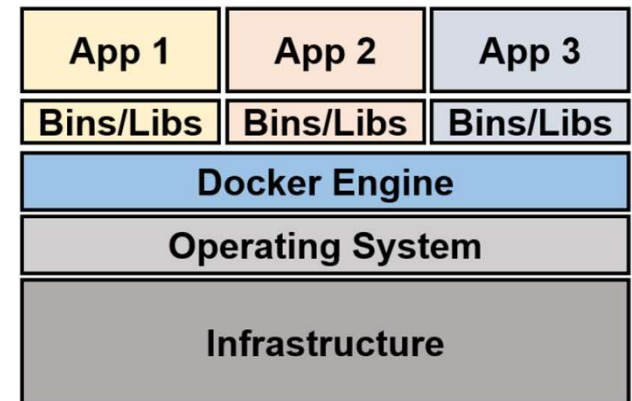 App 1 App 2 App 3
Bins/Libs Bins/Libs Bins/Libs
Docker Engine
Operating System
Infrastructure